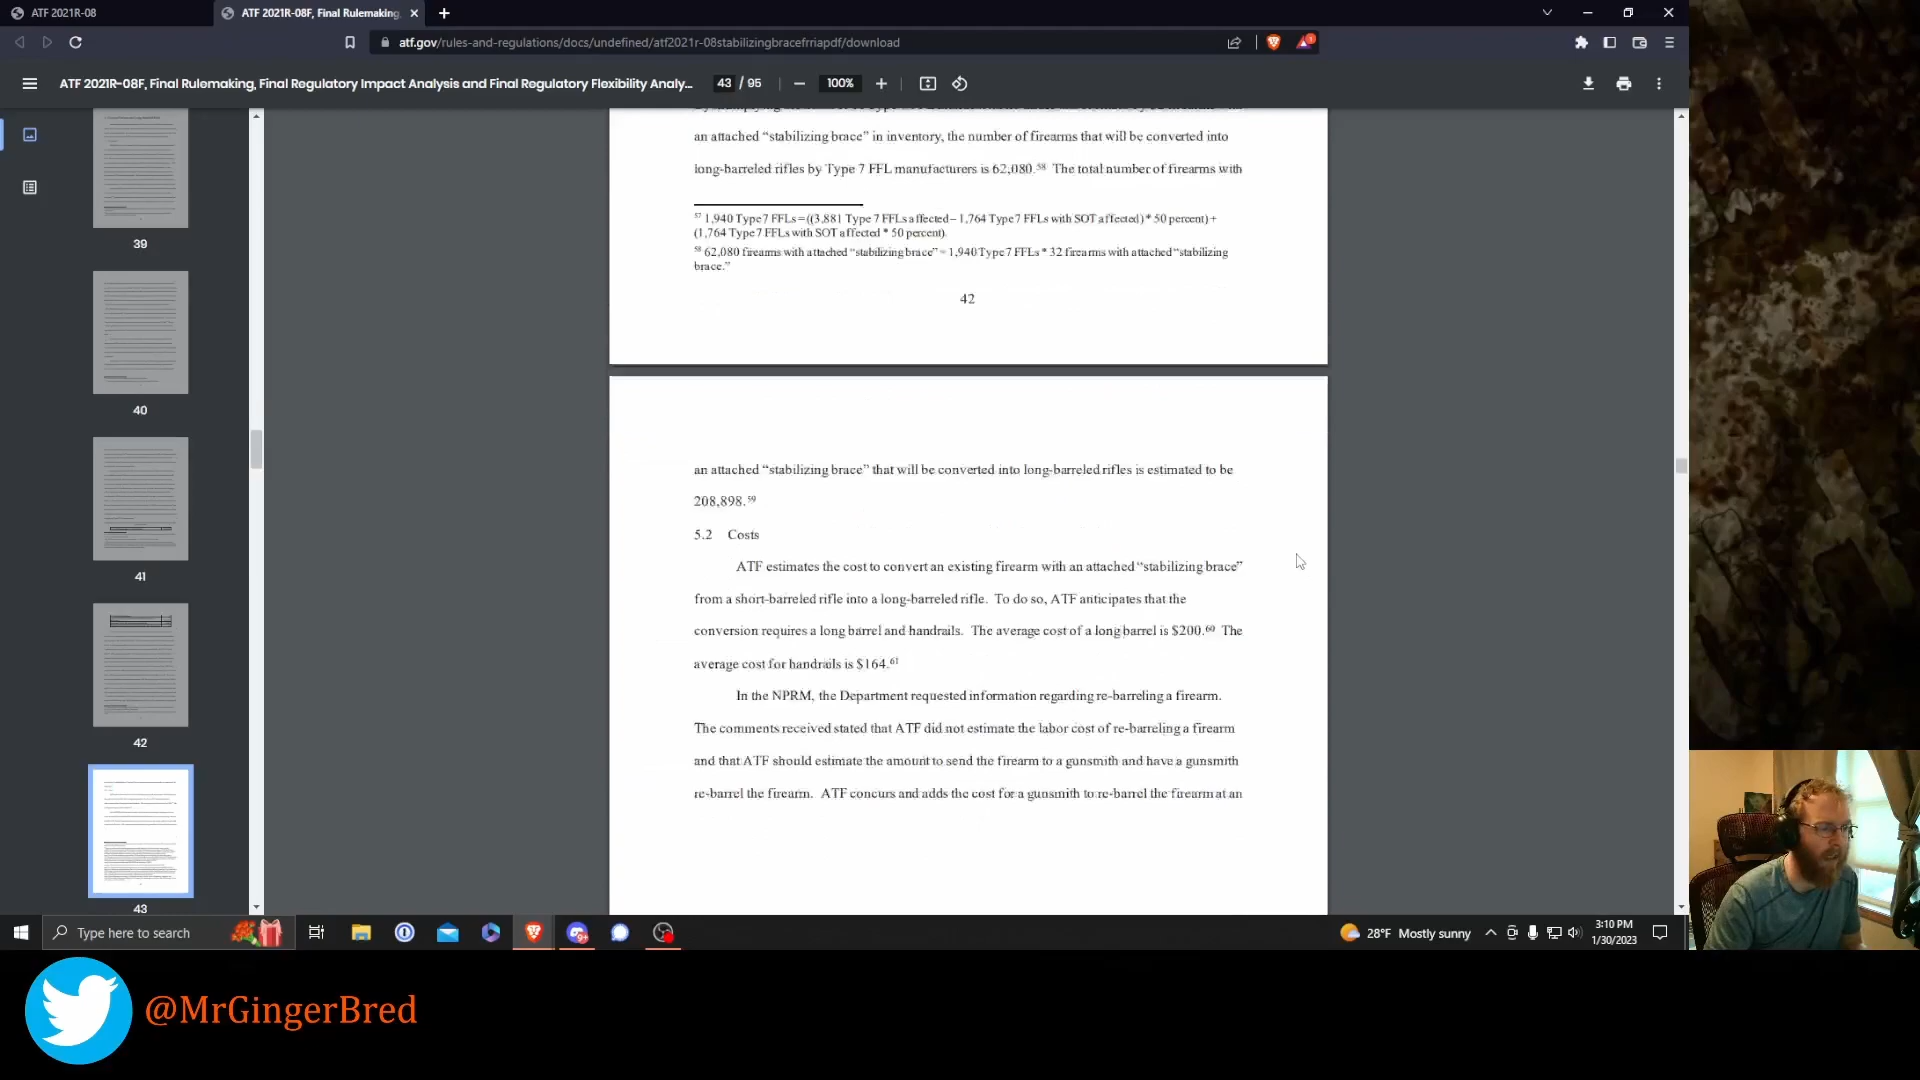 ATF 2021R-08
ATF 2021R-08F, Final Rulemaking,
atf.gov/rules-and-regulations/docs/undefined/atf2021r-08stabilizingbracefrriapdf/download
ATF 2021R-08F, Final Rulemaking, Final Regulatory Impact Analysis and Final Regulatory Flexibility Analy...
43 / 95
100%
39
40
41
42
43
an attached “stabilizing brace” in inventory, the number of firearms that will be converted into
long-barreled rifles by Type 7 FFL manufacturers is 62,080.58 The total number of firearms with
57 1,940 Type 7 FFLs = ((3,881 Type 7 FFLs affected – 1,764 Type 7 FFLs with SOT affected) * 50 percent) +
(1,764 Type 7 FFLs with SOT affected * 50 percent).
58 62,080 firearms with attached “stabilizing brace” = 1,940 Type 7 FFLs * 32 firearms with attached “stabilizing
brace.”
42
an attached “stabilizing brace” that will be converted into long-barreled rifles is estimated to be
208,898.59
5.2 Costs
ATF estimates the cost to convert an existing firearm with an attached “stabilizing brace”
from a short-barreled rifle into a long-barreled rifle. To do so, ATF anticipates that the
conversion requires a long barrel and handrails. The average cost of a long barrel is $200.60 The
average cost for handrails is $164.61
In the NPRM, the Department requested information regarding re-barreling a firearm.
The comments received stated that ATF did not estimate the labor cost of re-barreling a firearm
and that ATF should estimate the amount to send the firearm to a gunsmith and have a gunsmith
re-barrel the firearm. ATF concurs and adds the cost for a gunsmith to re-barrel the firearm at an
Type here to search
28°F Mostly sunny
3:10 PM
1/30/2023
@MrGingerBred